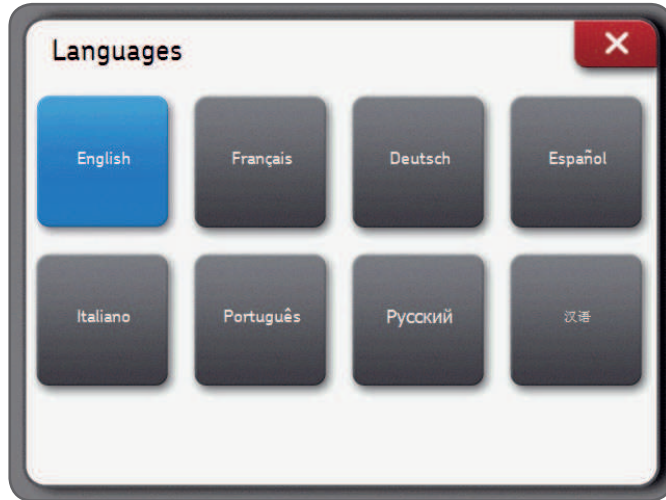 Languages
English
Français
Deutsch
Español
Italiano
Português
Русский
汉语